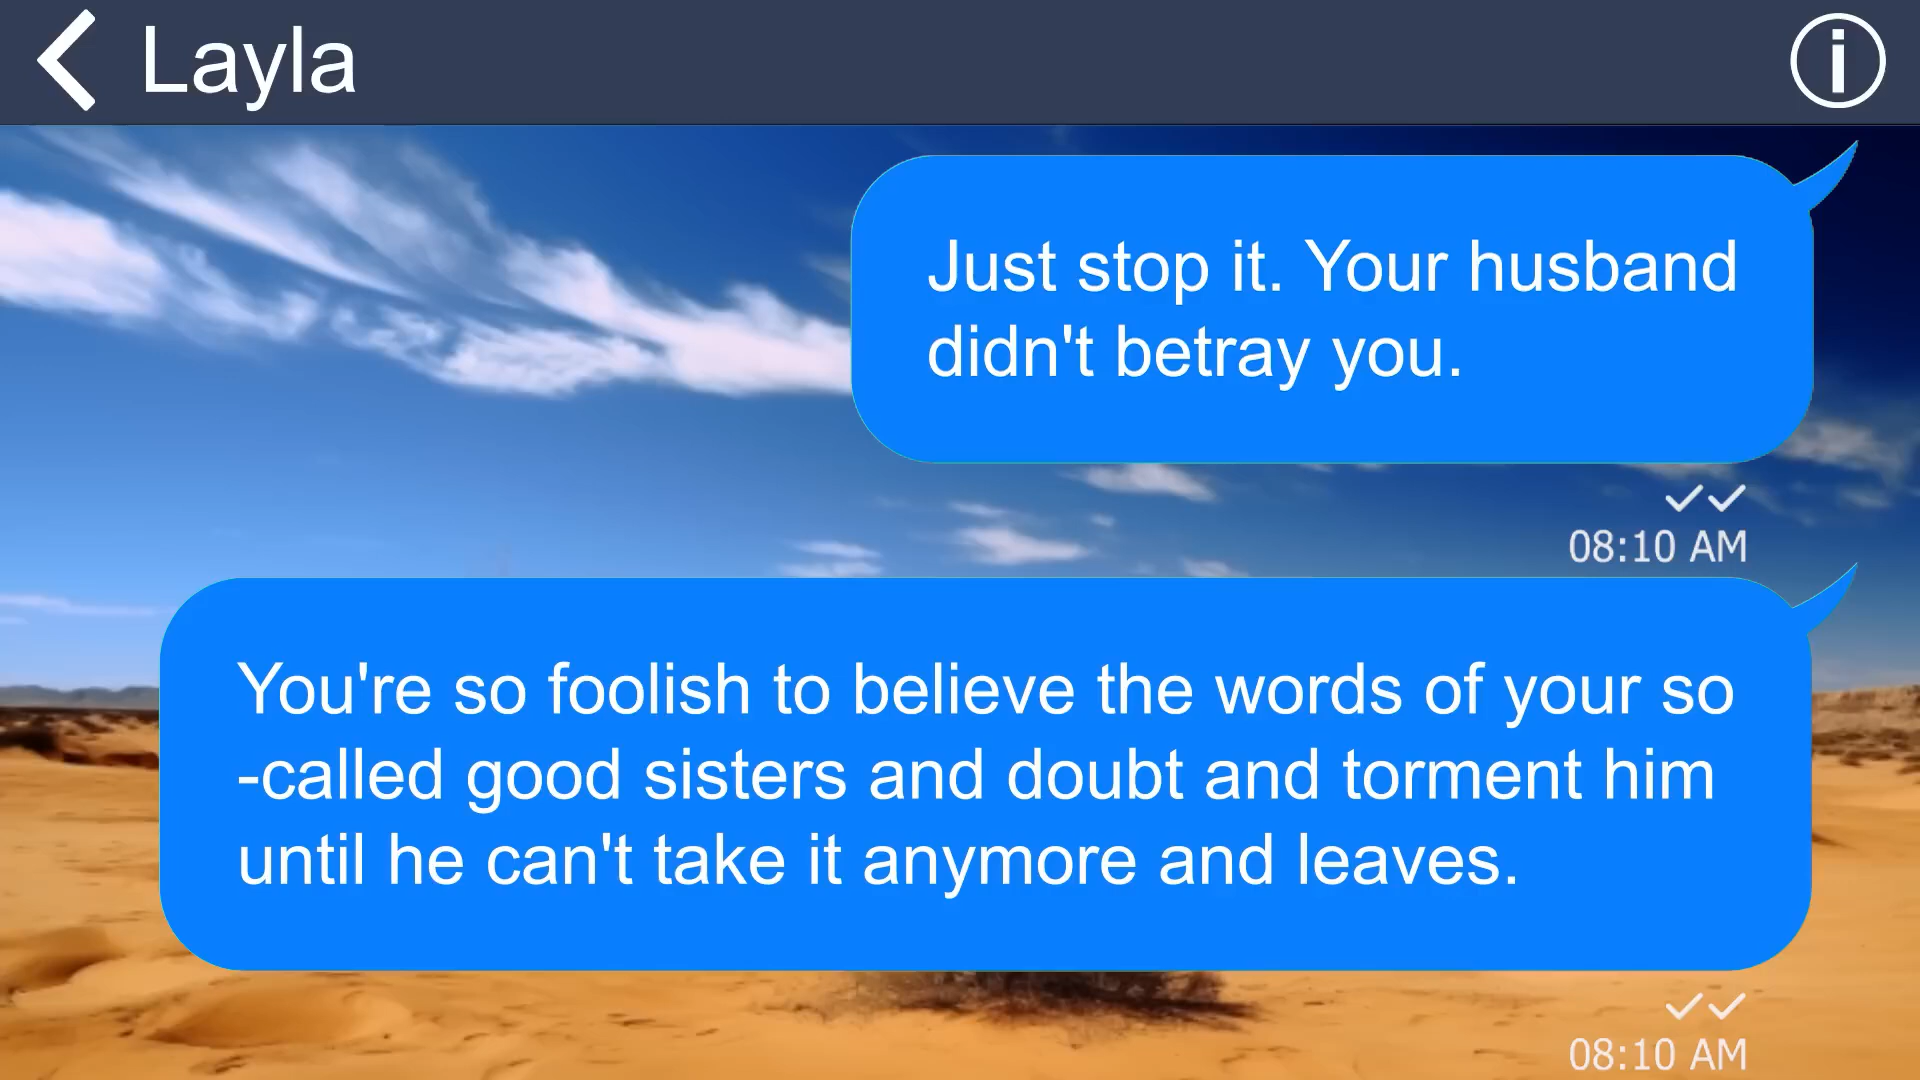 Layla
Just stop it. Your husband
didn't betray you.
08:10 AM
You're so foolish to believe the words of your so
-called good sisters and doubt and torment him
until he can't take it anymore and leaves.
08:10 AM